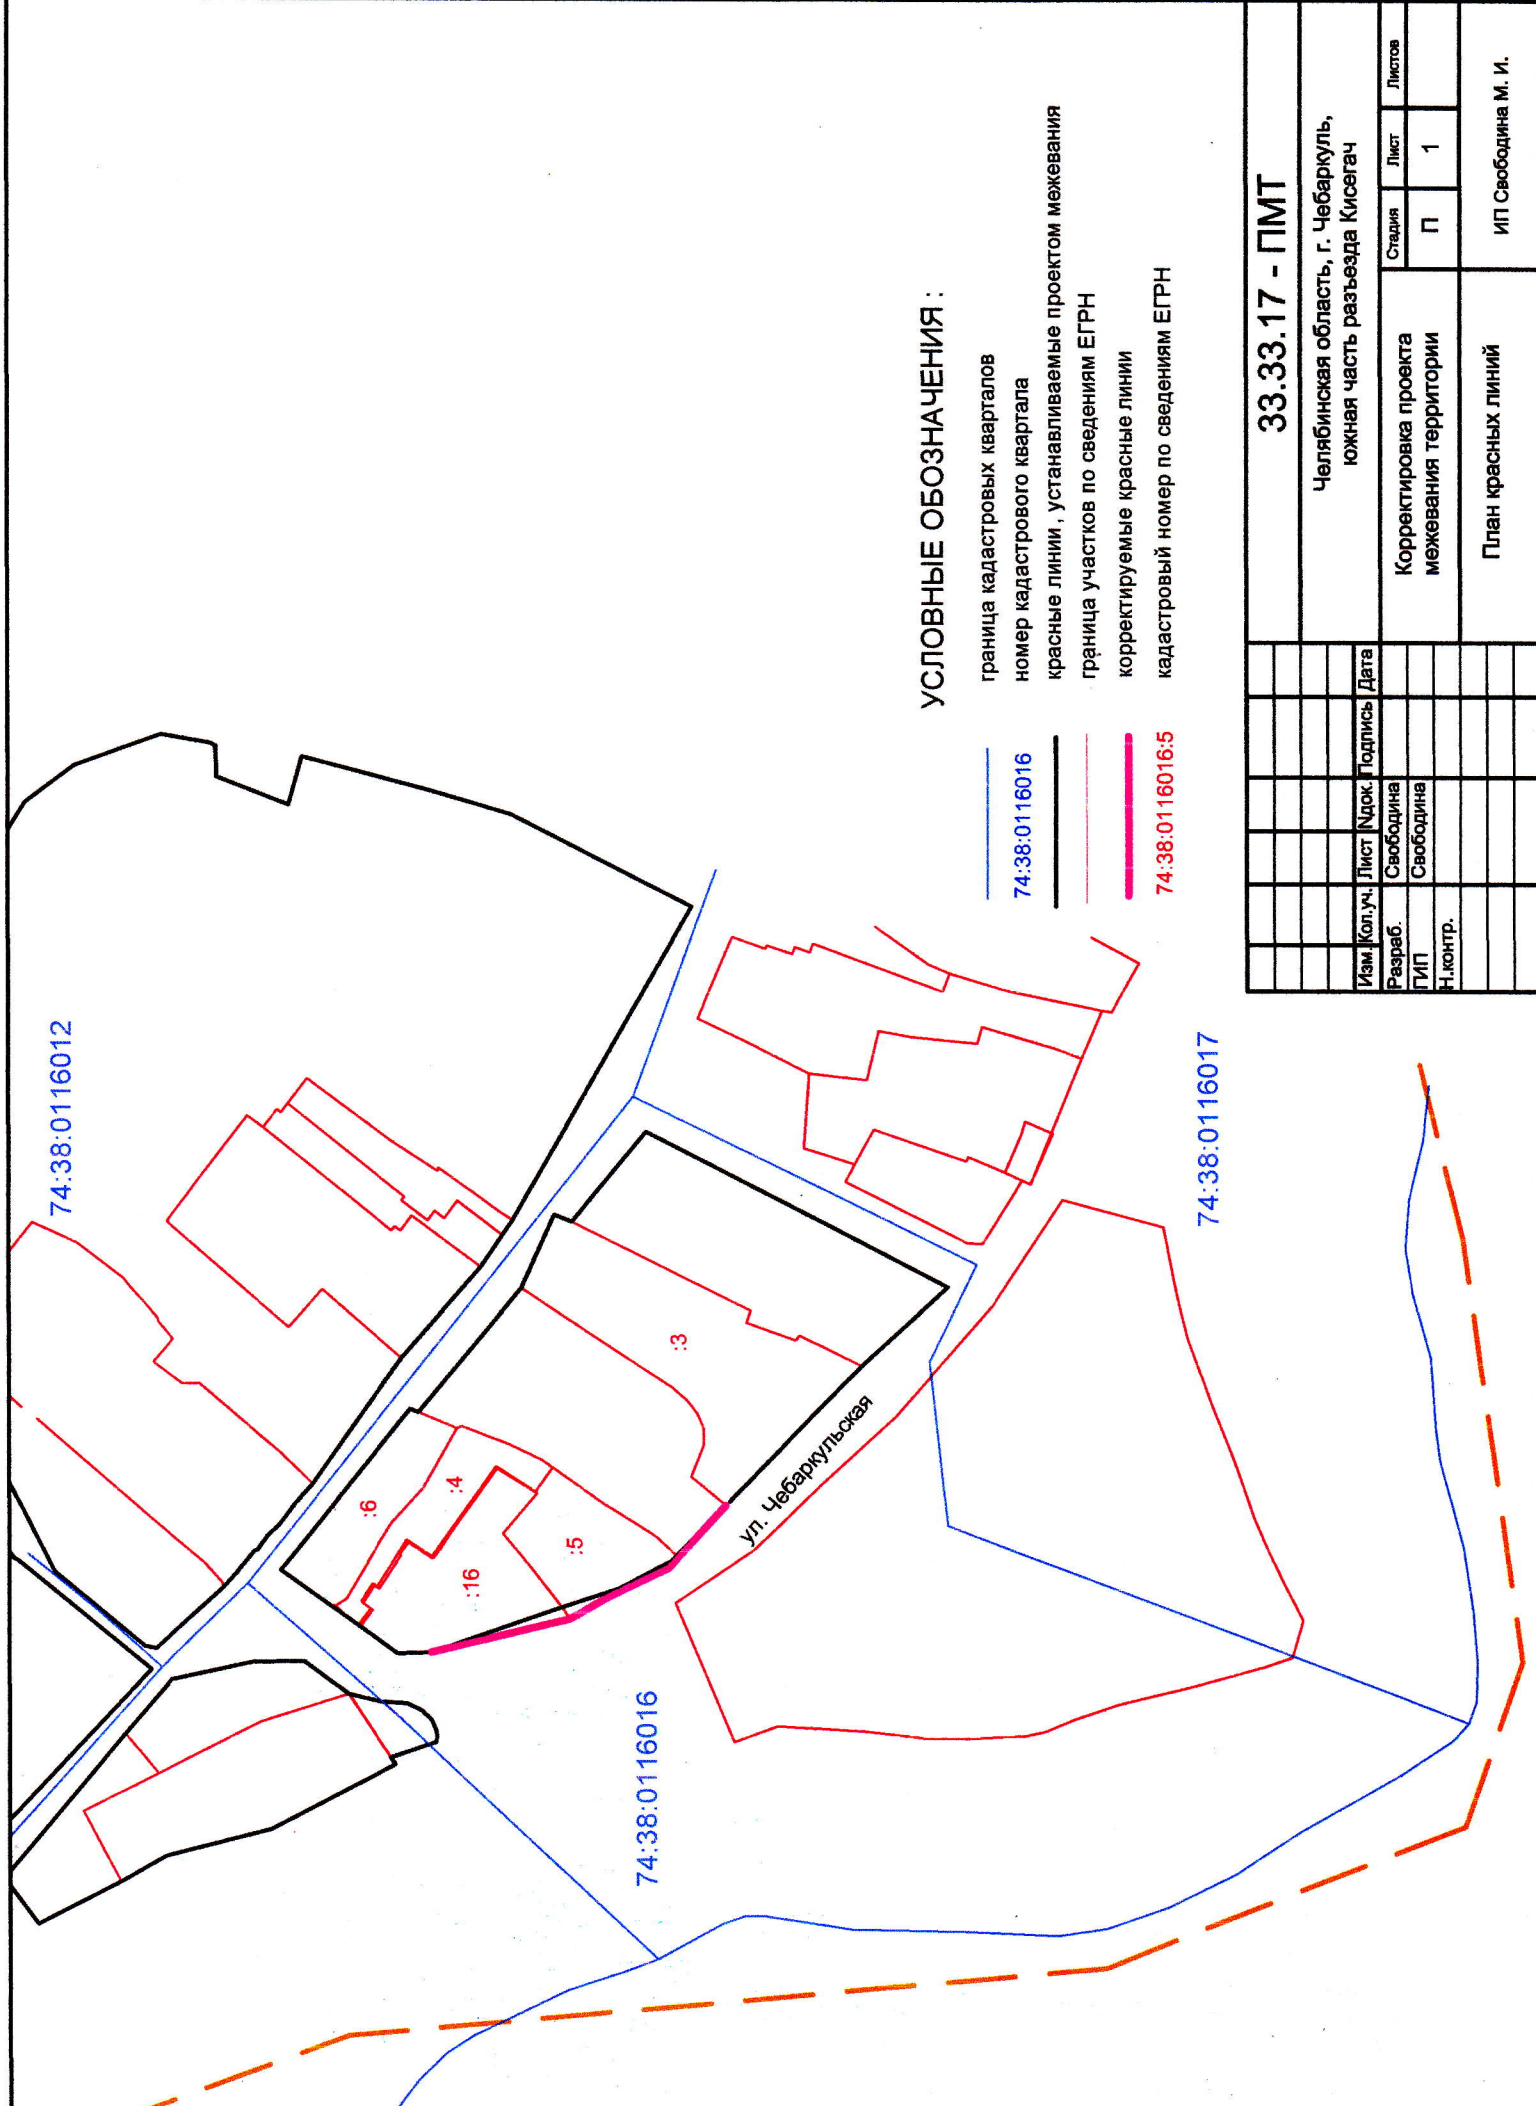 74:38:0116012
74:38:0116016
74:38:0116017
:6
:4
:16
:5
:3
ул. Чебаркульская
УСЛОВНЫЕ ОБОЗНАЧЕНИЯ :
граница кадастровых кварталов
74:38:0116016 номер кадастрового квартала
красные линии, устанавливаемые проектом межевания
граница участков по сведениям ЕГРН
корректируемые красные линии
74:38:0116016:5 кадастровый номер по сведениям ЕГРН
33.33.17 - ПМТ
Челябинская область, г. Чебаркуль,
южная часть разъезда Кисегач
Изм. Кол.уч. Лист Nдок. Подпись Дата
Разраб. Свободина
ГИП Свободина
Н.контр.
Корректировка проекта
межевания территории
Стадия Лист Листов
П 1
План красных линий
ИП Свободина М. И.